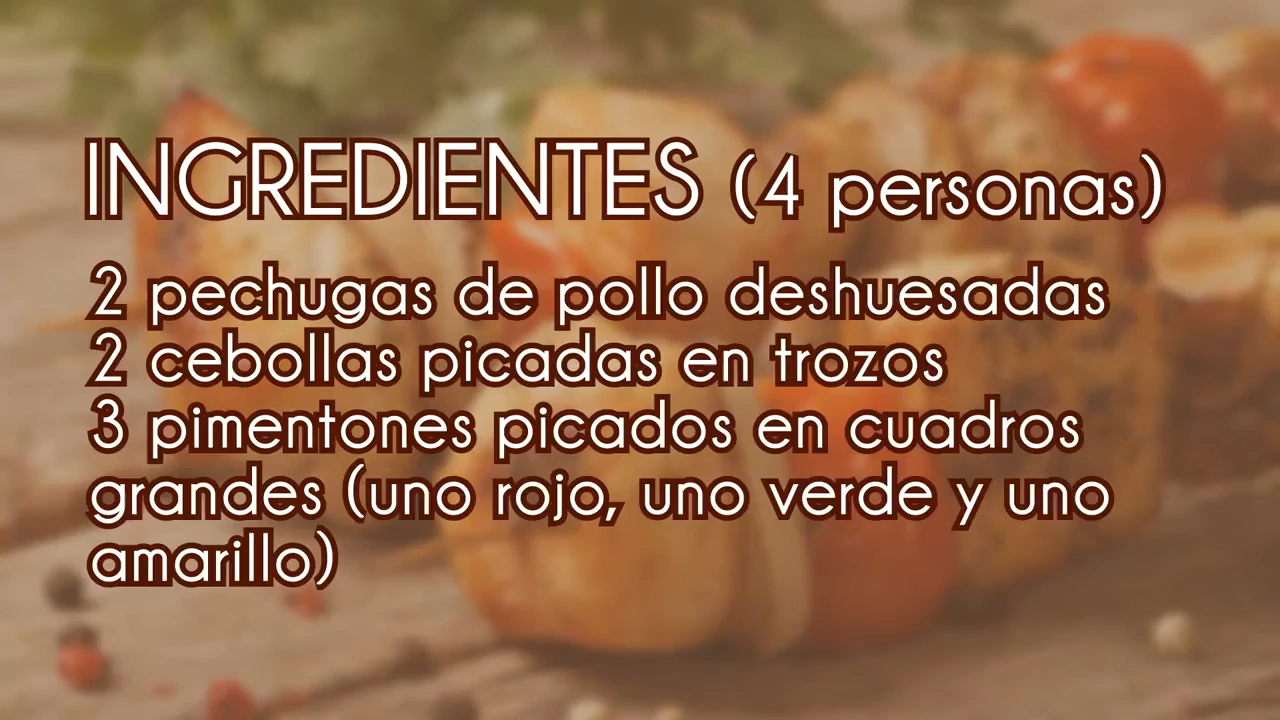 INGREDIENTES (4 personas)
2 pechugas de pollo deshuesadas
2 cebollas picadas en trozos
3 pimentones picados en cuadros
grandes (uno rojo, uno verde y uno
amarillo)